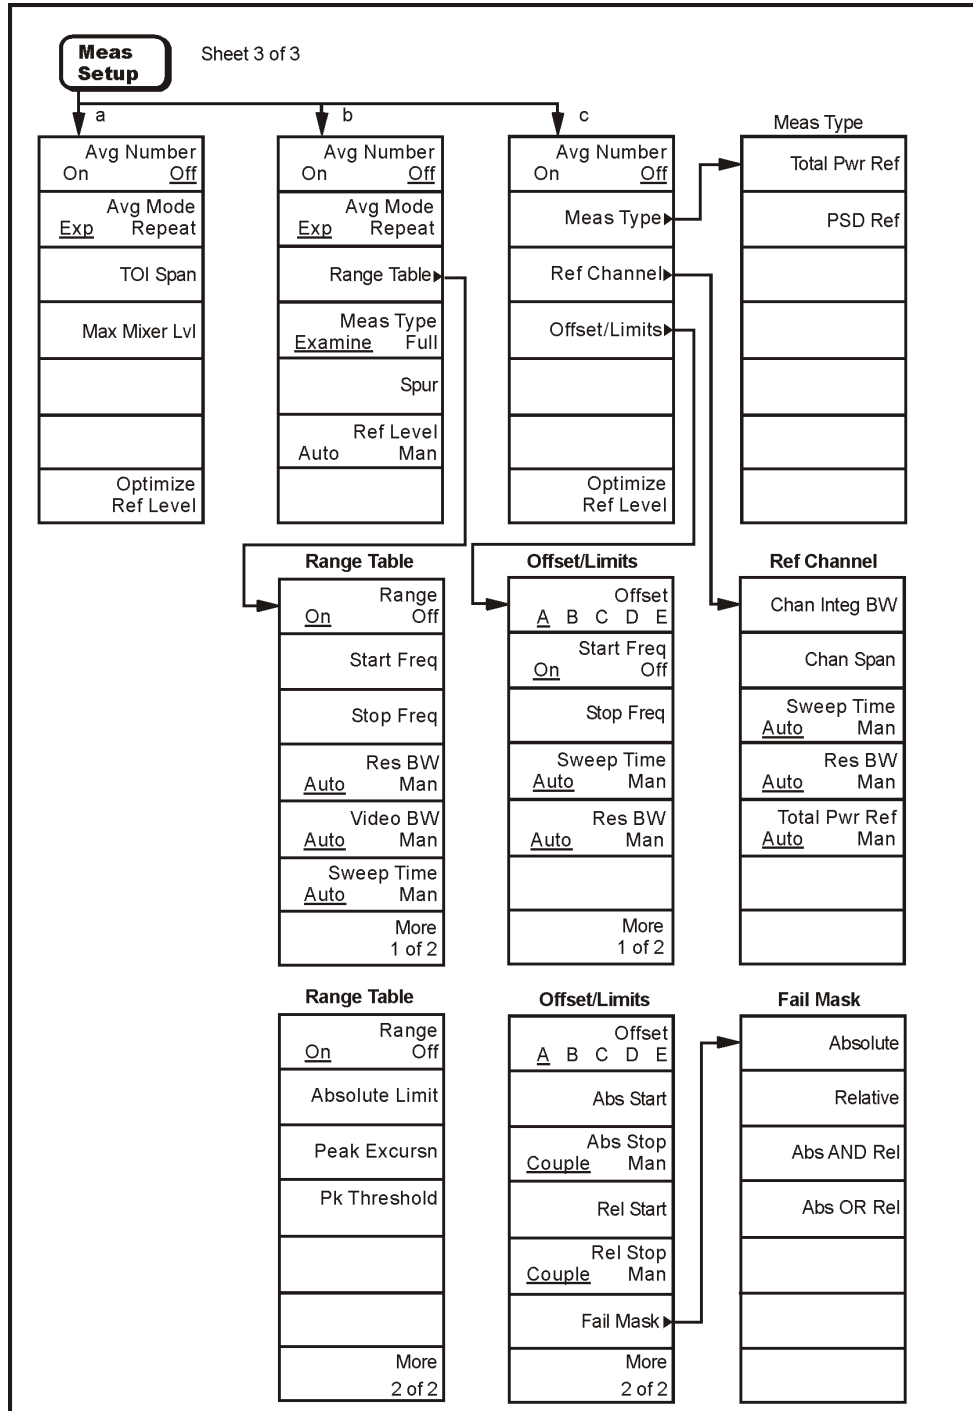 Meas
Setup
Sheet 3 of 3
a
b
c
Avg Number
On Off
Avg Mode
Exp Repeat
TOI Span
Max Mixer Lvl
Optimize
Ref Level
Avg Number
On Off
Avg Mode
Exp Repeat
Range Table
Meas Type
Examine Full
Spur
Ref Level
Auto Man
Avg Number
On Off
Meas Type
Ref Channel
Offset/Limits
Optimize
Ref Level
Meas Type
Total Pwr Ref
PSD Ref
Range Table
Range
On Off
Start Freq
Stop Freq
Res BW
Auto Man
Video BW
Auto Man
Sweep Time
Auto Man
More
1 of 2
Offset/Limits
Offset
A B C D E
Start Freq
On Off
Stop Freq
Sweep Time
Auto Man
Res BW
Auto Man
More
1 of 2
Ref Channel
Chan Integ BW
Chan Span
Sweep Time
Auto Man
Res BW
Auto Man
Total Pwr Ref
Auto Man
Range Table
Range
On Off
Absolute Limit
Peak Excursn
Pk Threshold
More
2 of 2
Offset/Limits
Offset
A B C D E
Abs Start
Abs Stop
Couple Man
Rel Start
Rel Stop
Couple Man
Fail Mask
More
2 of 2
Fail Mask
Absolute
Relative
Abs AND Rel
Abs OR Rel